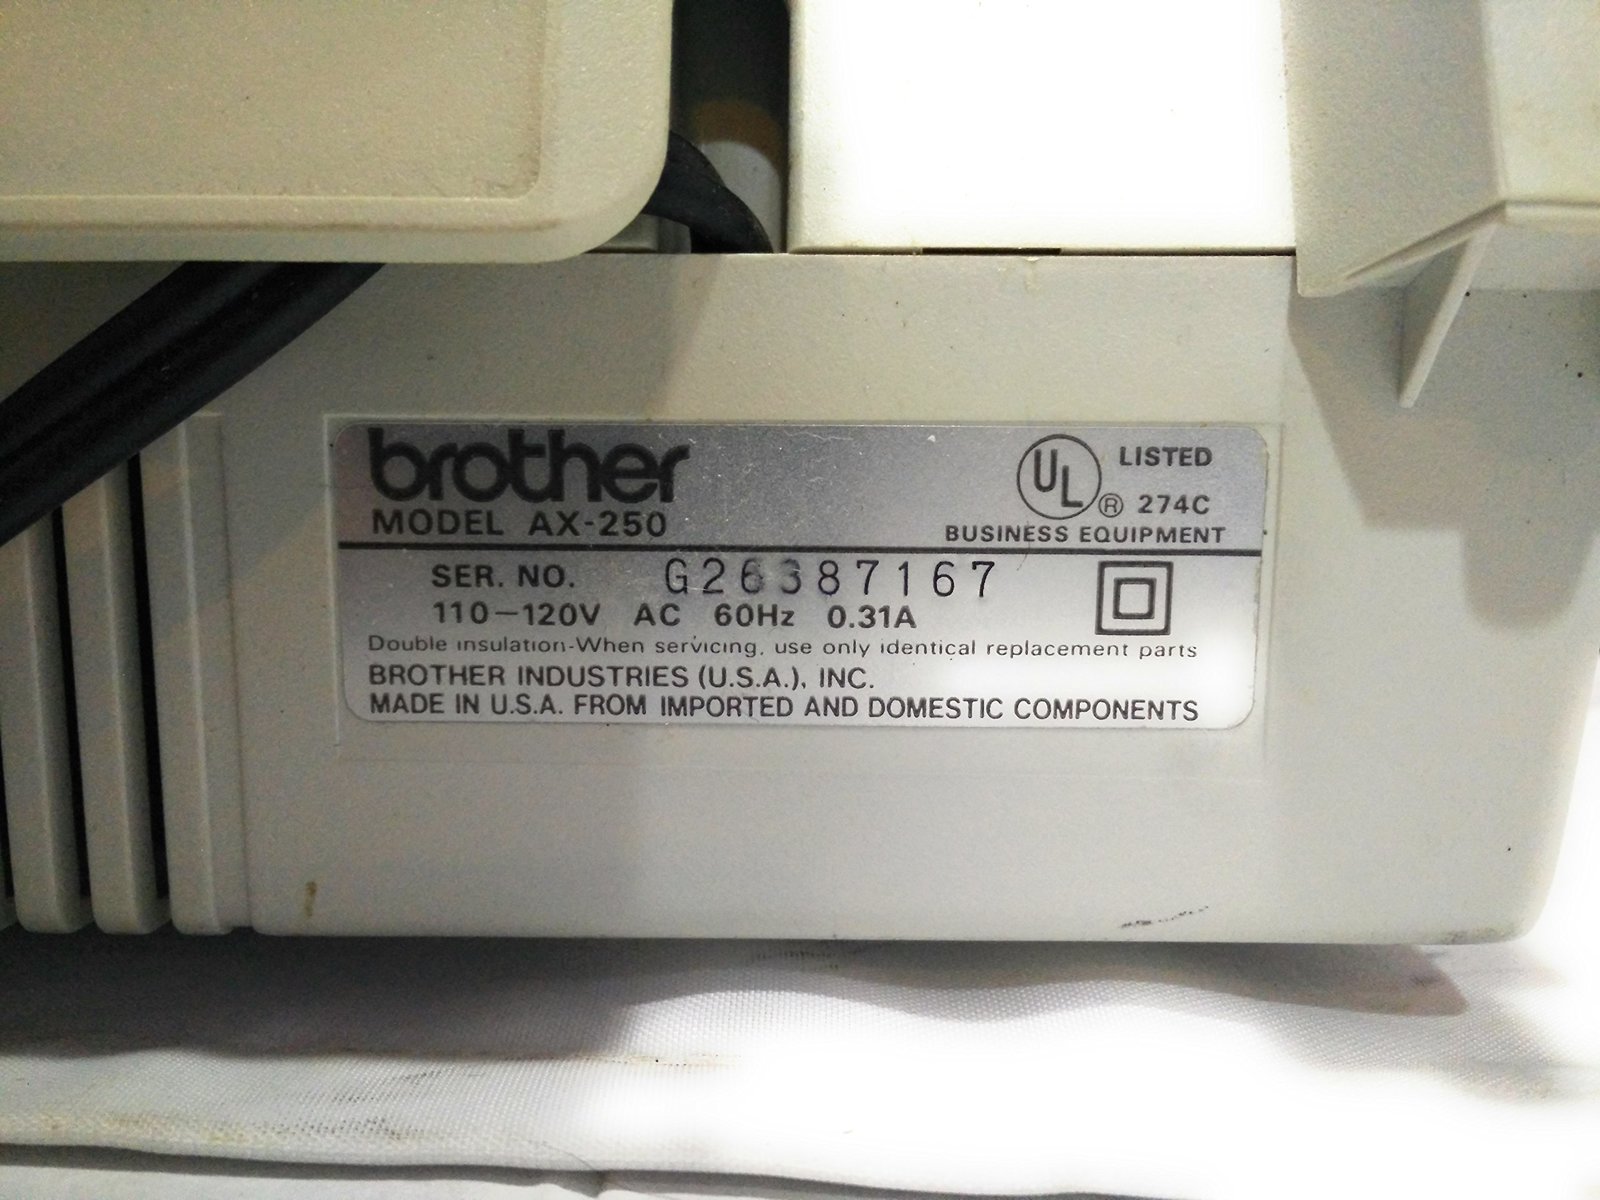 brother
MODEL AX-250
UL ® LISTED
274C
BUSINESS EQUIPMENT
SER. NO. G26387167
110-120V AC 60Hz 0.31A
Double insulation-When servicing, use only identical replacement parts
BROTHER INDUSTRIES (U.S.A.), INC.
MADE IN U.S.A. FROM IMPORTED AND DOMESTIC COMPONENTS